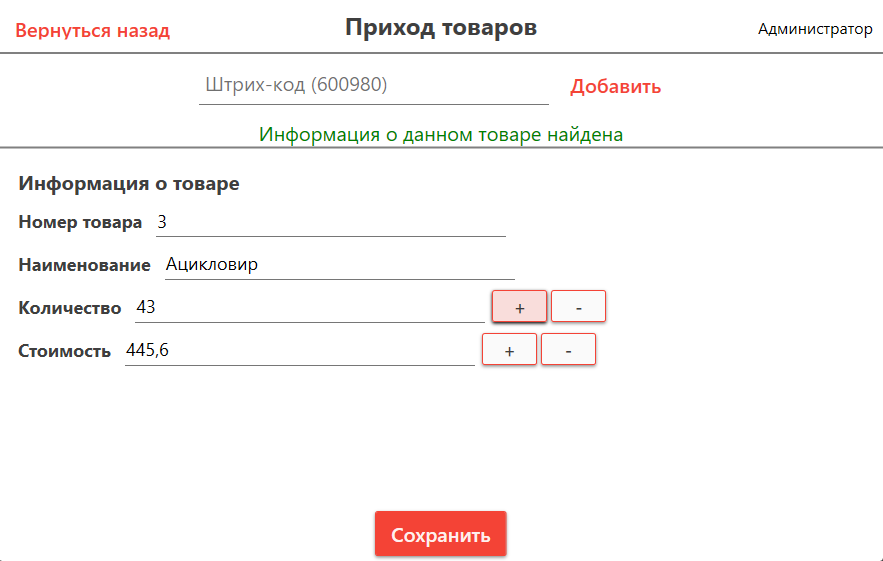 Вернуться назад
Приход товаров
Администратор
Штрих-код (600980)
Добавить
Информация о данном товаре найдена
Информация о товаре
Номер товара 3
Наименование Ацикловир
Количество 43 + -
Стоимость 445,6 + -
Сохранить